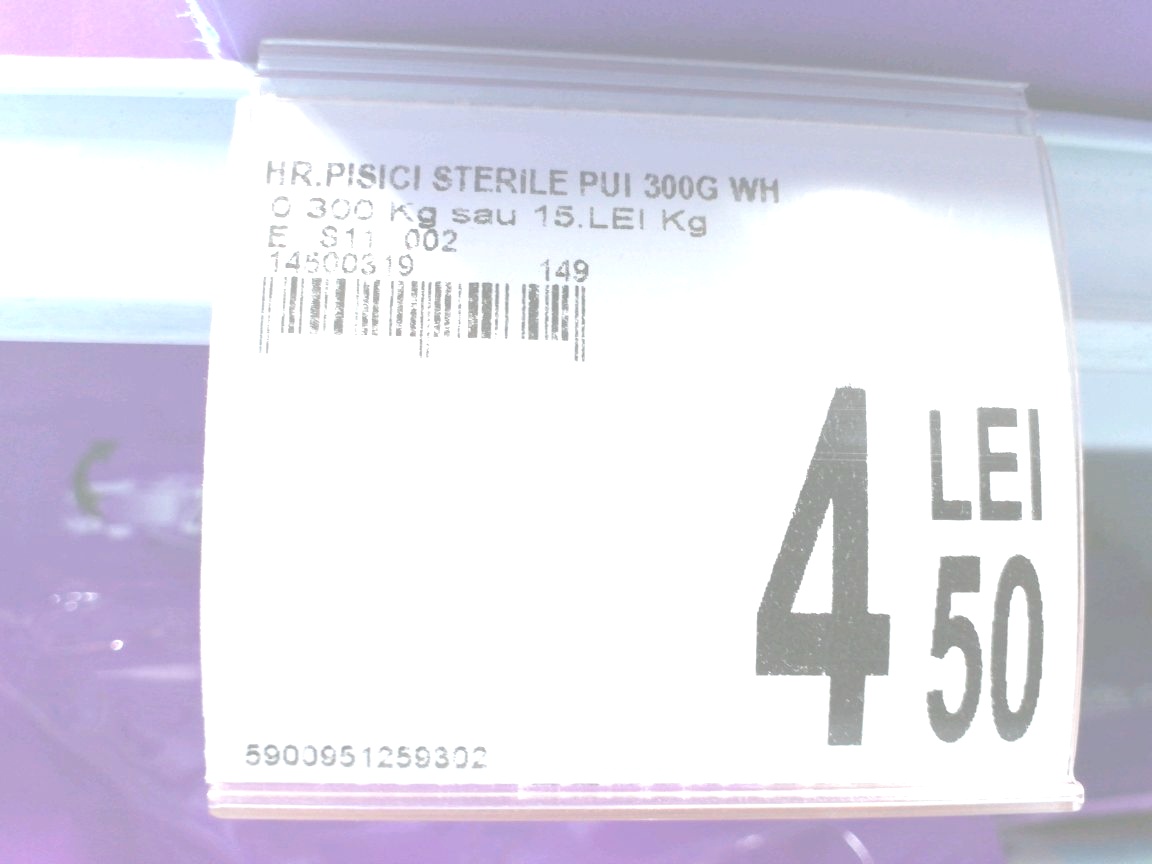 HR.PISICI STERILE PUI 300G WH
0 300 Kg sau 15.LEI Kg
E S11 002
14500319 149
4 LEI
50
5900951259302